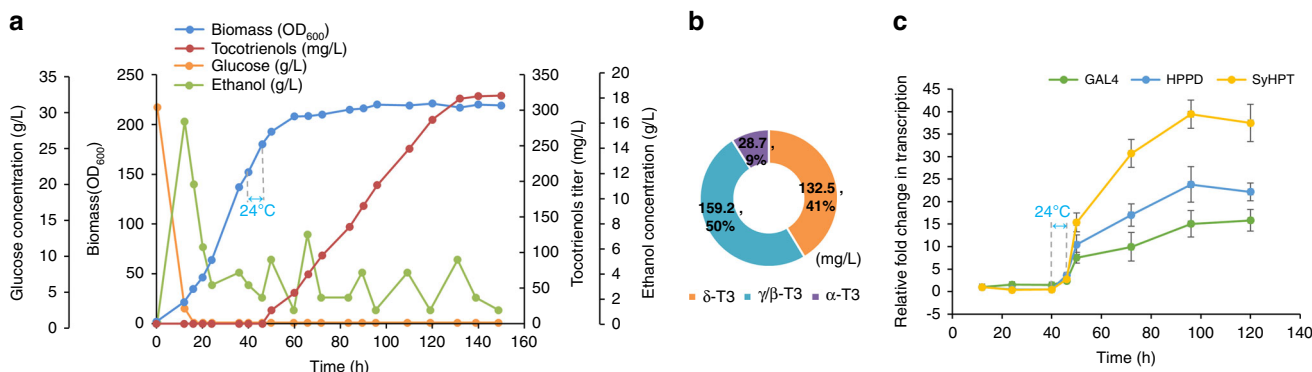 a
Biomass (OD600)
Tocotrienols (mg/L)
Glucose (g/L)
Ethanol (g/L)
Glucose concentration (g/L)
35
30
25
20
15
10
5
0
Biomass(OD600)
250
200
150
100
50
0
24°C
0 20 40 60 80 100 120 140 160
Time (h)
Tocotrienols titer (mg/L)
350
300
250
200
150
100
50
0
Ethanol concentration (g/L)
20
18
16
14
12
10
8
6
4
2
0
b
28.7 ,
9%
132.5 ,
41%
159.2 ,
50%
(mg/L)
δ-T3 γ/β-T3 α-T3
c
GAL4 HPPD SyHPT
Relative fold change in transcription
45
40
35
30
25
20
15
10
5
0
-5
24°C
0 20 40 60 80 100 120 140
Time (h)